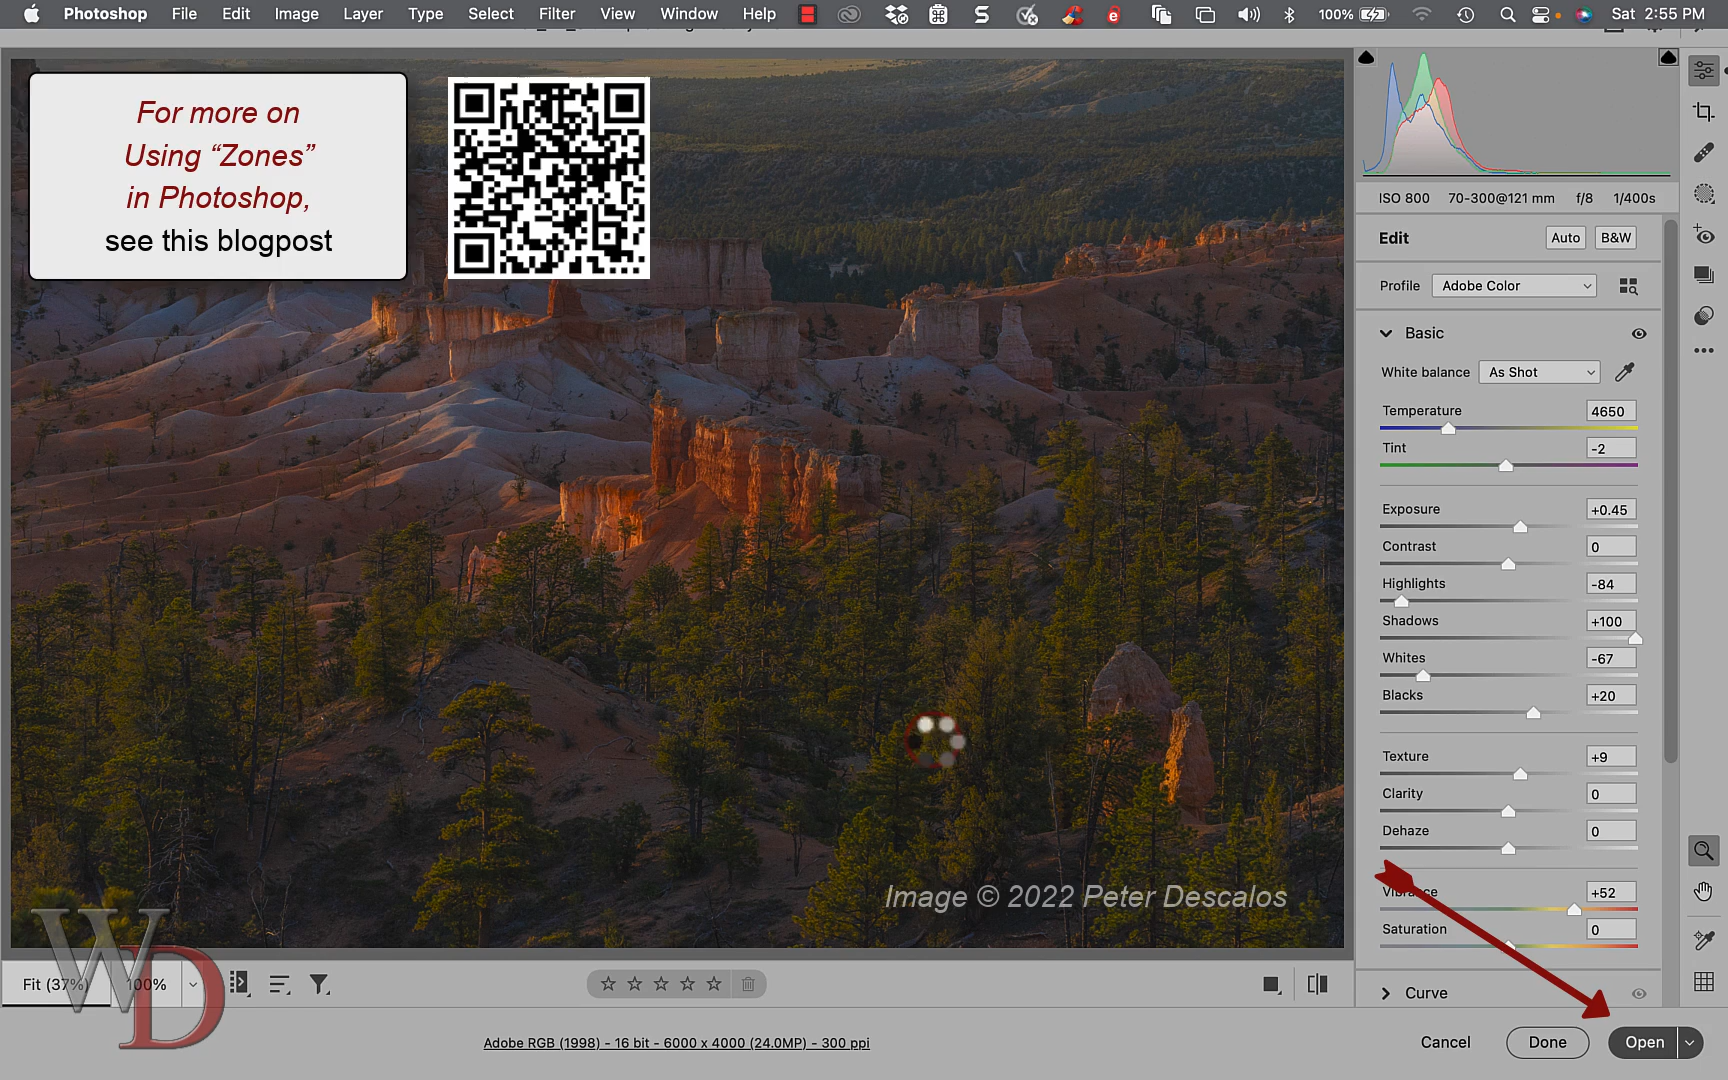 Photoshop File Edit Image Layer Type Select Filter View Window Help S 100% Sat 2:55 PM
For more on
Using “Zones”
in Photoshop,
see this blogpost
ISO 800 70-300@121 mm f/8 1/400s
Edit Auto B&W
Profile Adobe Color
Basic
White balance As Shot
Temperature 4650
Tint -2
Exposure +0.45
Contrast 0
Highlights -84
Shadows +100
Whites -67
Blacks +20
Texture +9
Clarity 0
Dehaze 0
Vibrance +52
Saturation 0
Curve
Image © 2022 Peter Descalos
WD
Fit (37%) 100%
Adobe RGB (1998) - 16 bit - 6000 x 4000 (24.0MP) - 300 ppi
Cancel Done Open